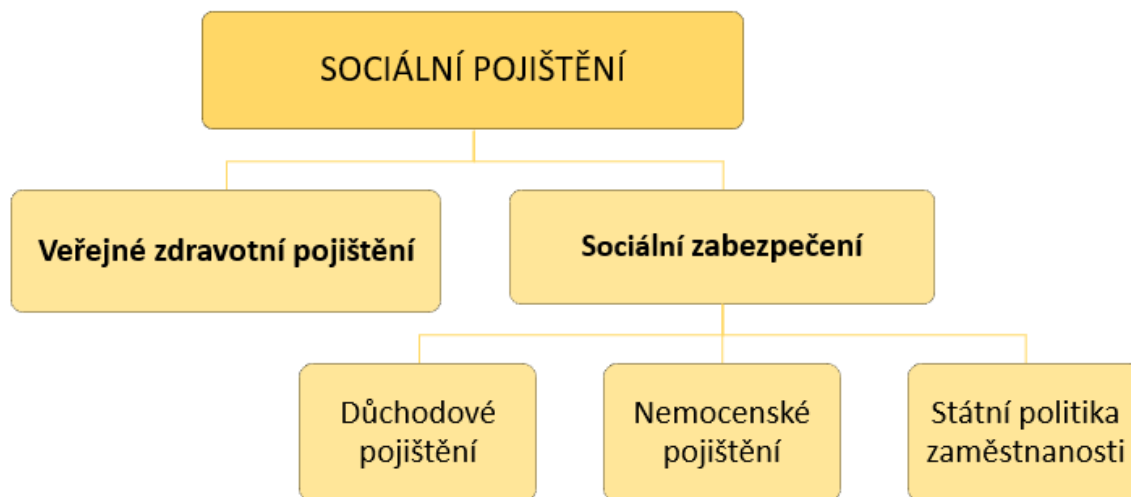 SOCIÁLNÍ POJIŠTĚNÍ
Veřejné zdravotní pojištění
Sociální zabezpečení
Důchodové
pojištění
Nemocenské
pojištění
Státní politika
zaměstnanosti